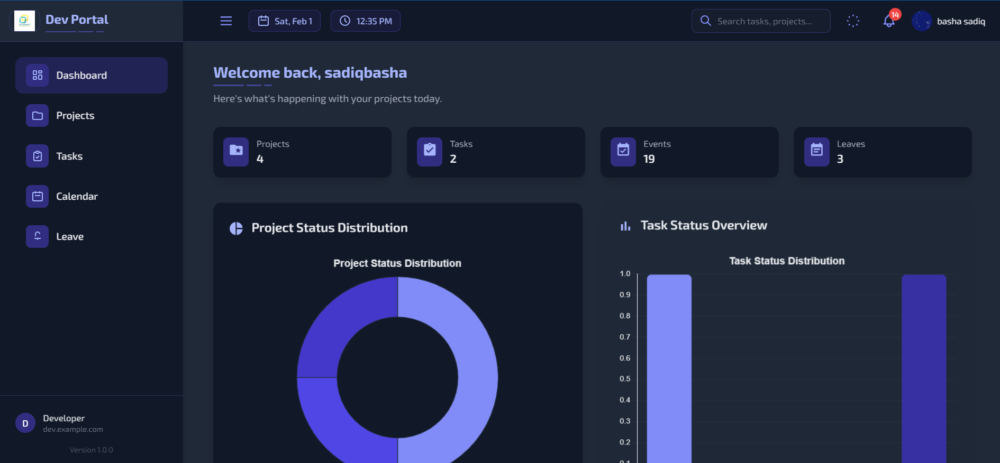 Dev Portal
Sat, Feb 1
12:35 PM
Search tasks, projects...
14
basha sadiq
Dashboard
Projects
Tasks
Calendar
Leave
Developer
D
dev.example.com
Version 1.0.0
Welcome back, sadiqbasha
Here's what's happening with your projects today.
Projects
4
Tasks
2
Events
19
Leaves
3
Project Status Distribution
Project Status Distribution
Task Status Overview
Task Status Distribution
1.0
0.9
0.8
0.7
0.6
0.5
0.4
0.3
0.2
0.1